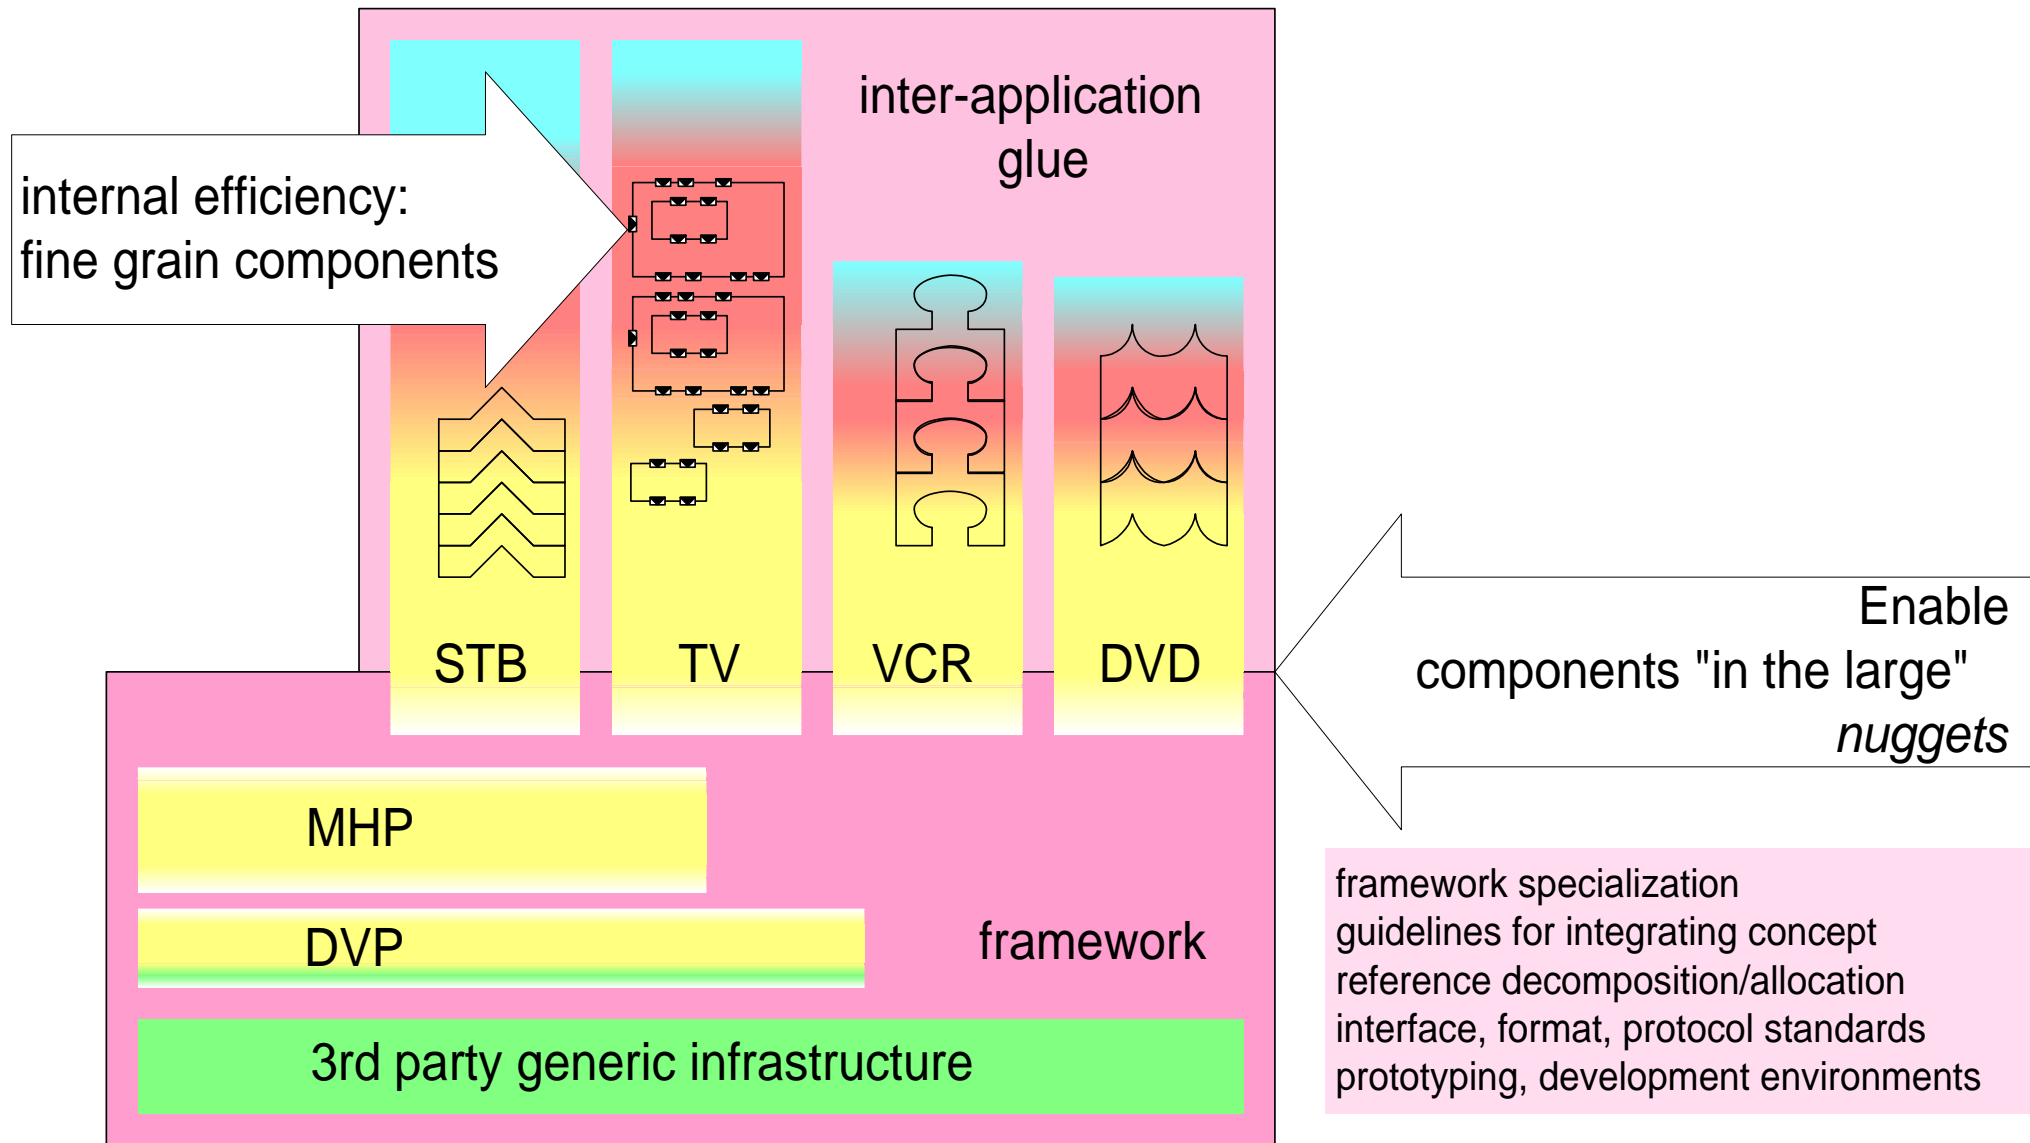 inter-application
glue
internal efficiency:
fine grain components
STB
TV
VCR
DVD
Enable
components "in the large"
nuggets
MHP
DVP
framework
3rd party generic infrastructure
framework specialization
guidelines for integrating concept
reference decomposition/allocation
interface, format, protocol standards
prototyping, development environments